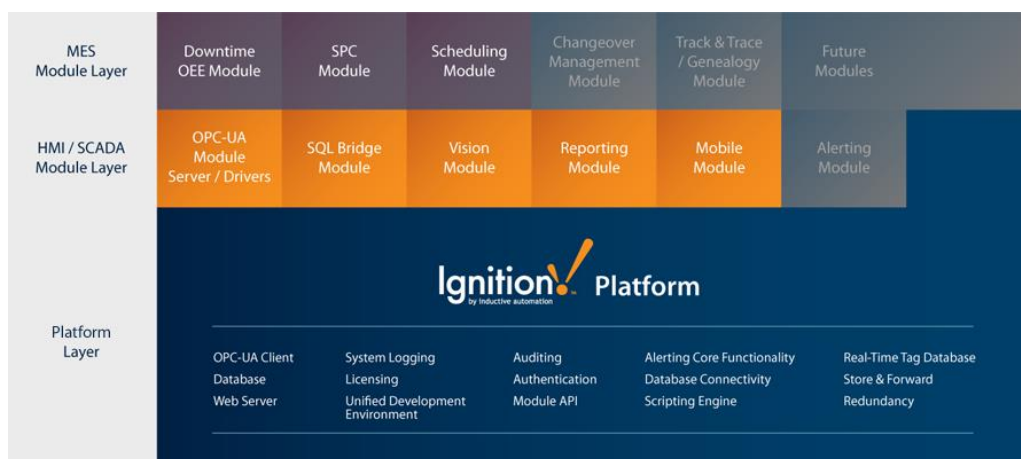 MES
Module Layer
Downtime
OEE Module
SPC
Module
Scheduling
Module
Changeover
Management
Module
Track & Trace
/ Genealogy
Module
Future
Modules
HMI / SCADA
Module Layer
OPC-UA
Module
Server / Drivers
SQL Bridge
Module
Vision
Module
Reporting
Module
Mobile
Module
Alerting
Module
Platform
Layer
Ignition! Platform
by inductive automation
OPC-UA Client
Database
Web Server
System Logging
Licensing
Unified Development
Environment
Auditing
Authentication
Module API
Alerting Core Functionality
Database Connectivity
Scripting Engine
Real-Time Tag Database
Store & Forward
Redundancy